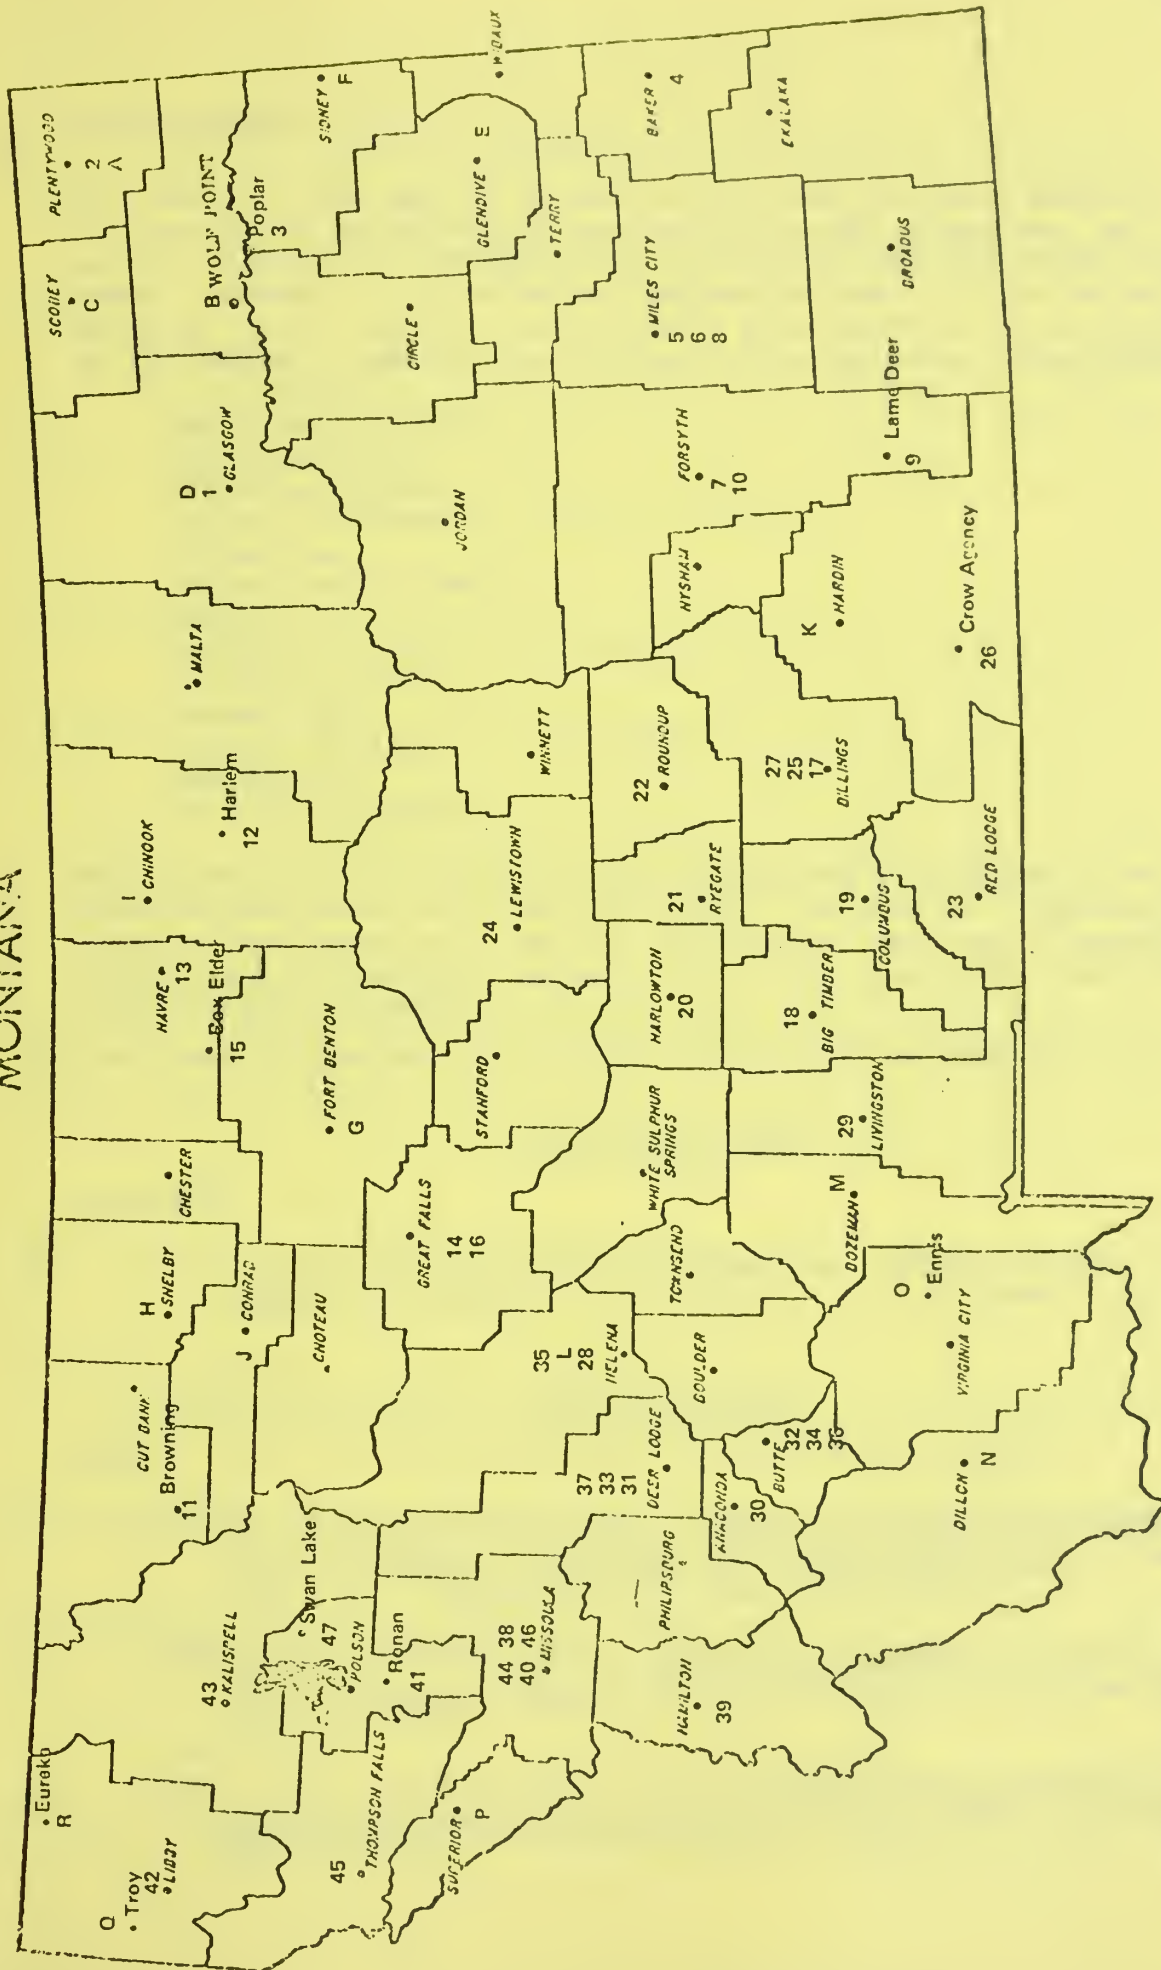 MONTANA
Eureka
R
Q
Troy
42
LIBBY
43
KALISPELL
Swan Lake
47
POLSON
Ronan
41
45
THOMPSON FALLS
SUPERIOR
P
44 38
40 46
MISSOULA
HAMILTON
39
PHILIPSBURG
CUT BANK
Browning
11
H
SHELBY
J
CONRAD
CHOTEAU
CHESTER
GREAT FALLS
14
16
35
L
28
HELENA
37
33
31
DEER LODGE
ANACONDA
30
BUTTE
32
34
36
BOULDER
TOWNSEND
WHITE SULPHUR
SPRINGS
DILLON
N
VIRGINIA CITY
O
Ennis
BOZEMAN
M
29
LIVINGSTON
HAVRE
13
Box Elder
15
FORT BENTON
G
STANFORD
I
CHINOOK
Harlem
12
24
LEWISTOWN
WINNETT
HARLOWTON
20
21
RYEGATE
22
ROUNDUP
18
BIG TIMBER
19
COLUMBUS
23
RED LODGE
27
25
17
BILLINGS
MALTA
D
1
GLASGOW
JORDAN
HYSHAM
K
HARDIN
Crow Agency
26
FORSYTH
7
10
Lame Deer
9
SCOBEY
C
PLENTYWOOD
2
A
B WOLF POINT
Poplar
3
SIDNEY
F
CIRCLE
GLENDIVE
E
WIBAUX
TERRY
MILES CITY
5
6
8
BAKER
4
EKALAKA
BROADUS